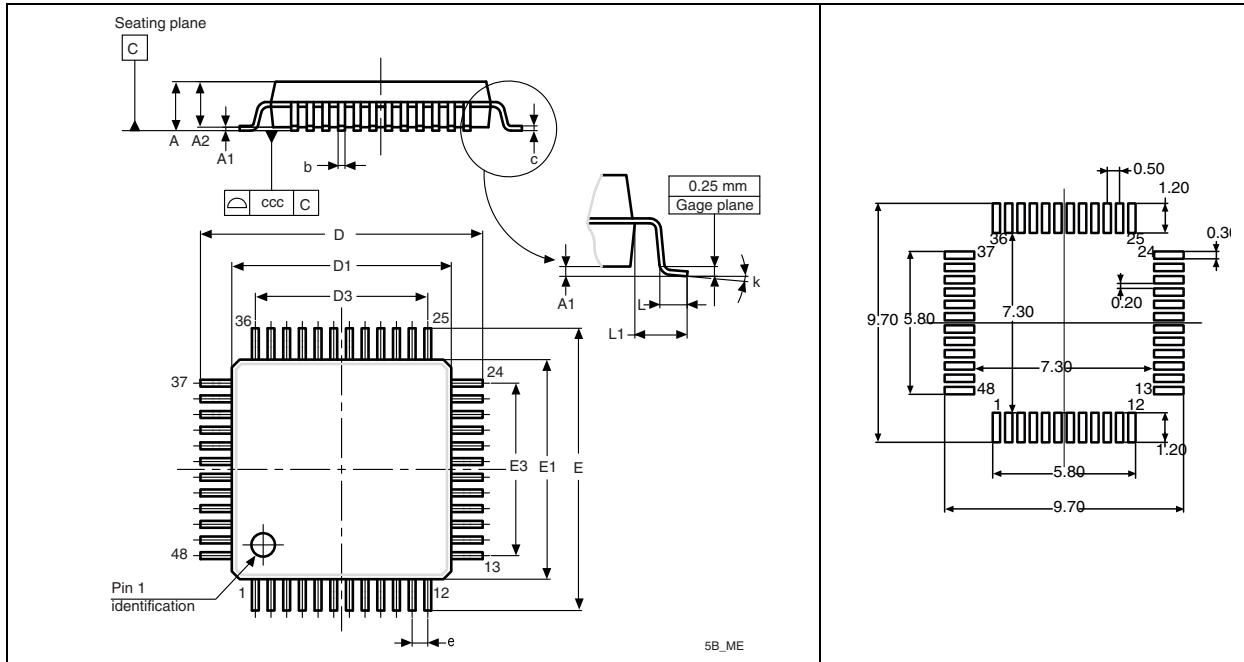 Seating plane
C
A
A2
A1
b
c
ccc
C
0.25 mm
Gage plane
D
D1
D3
A1
L
L1
k
36
25
37
24
48
13
1
12
E3
E1
E
Pin 1
identification
e
5B_ME
0.50
1.20
36
25
37
24
0.20
9.70
5.80
7.30
7.30
48
13
1
12
1.20
5.80
9.70